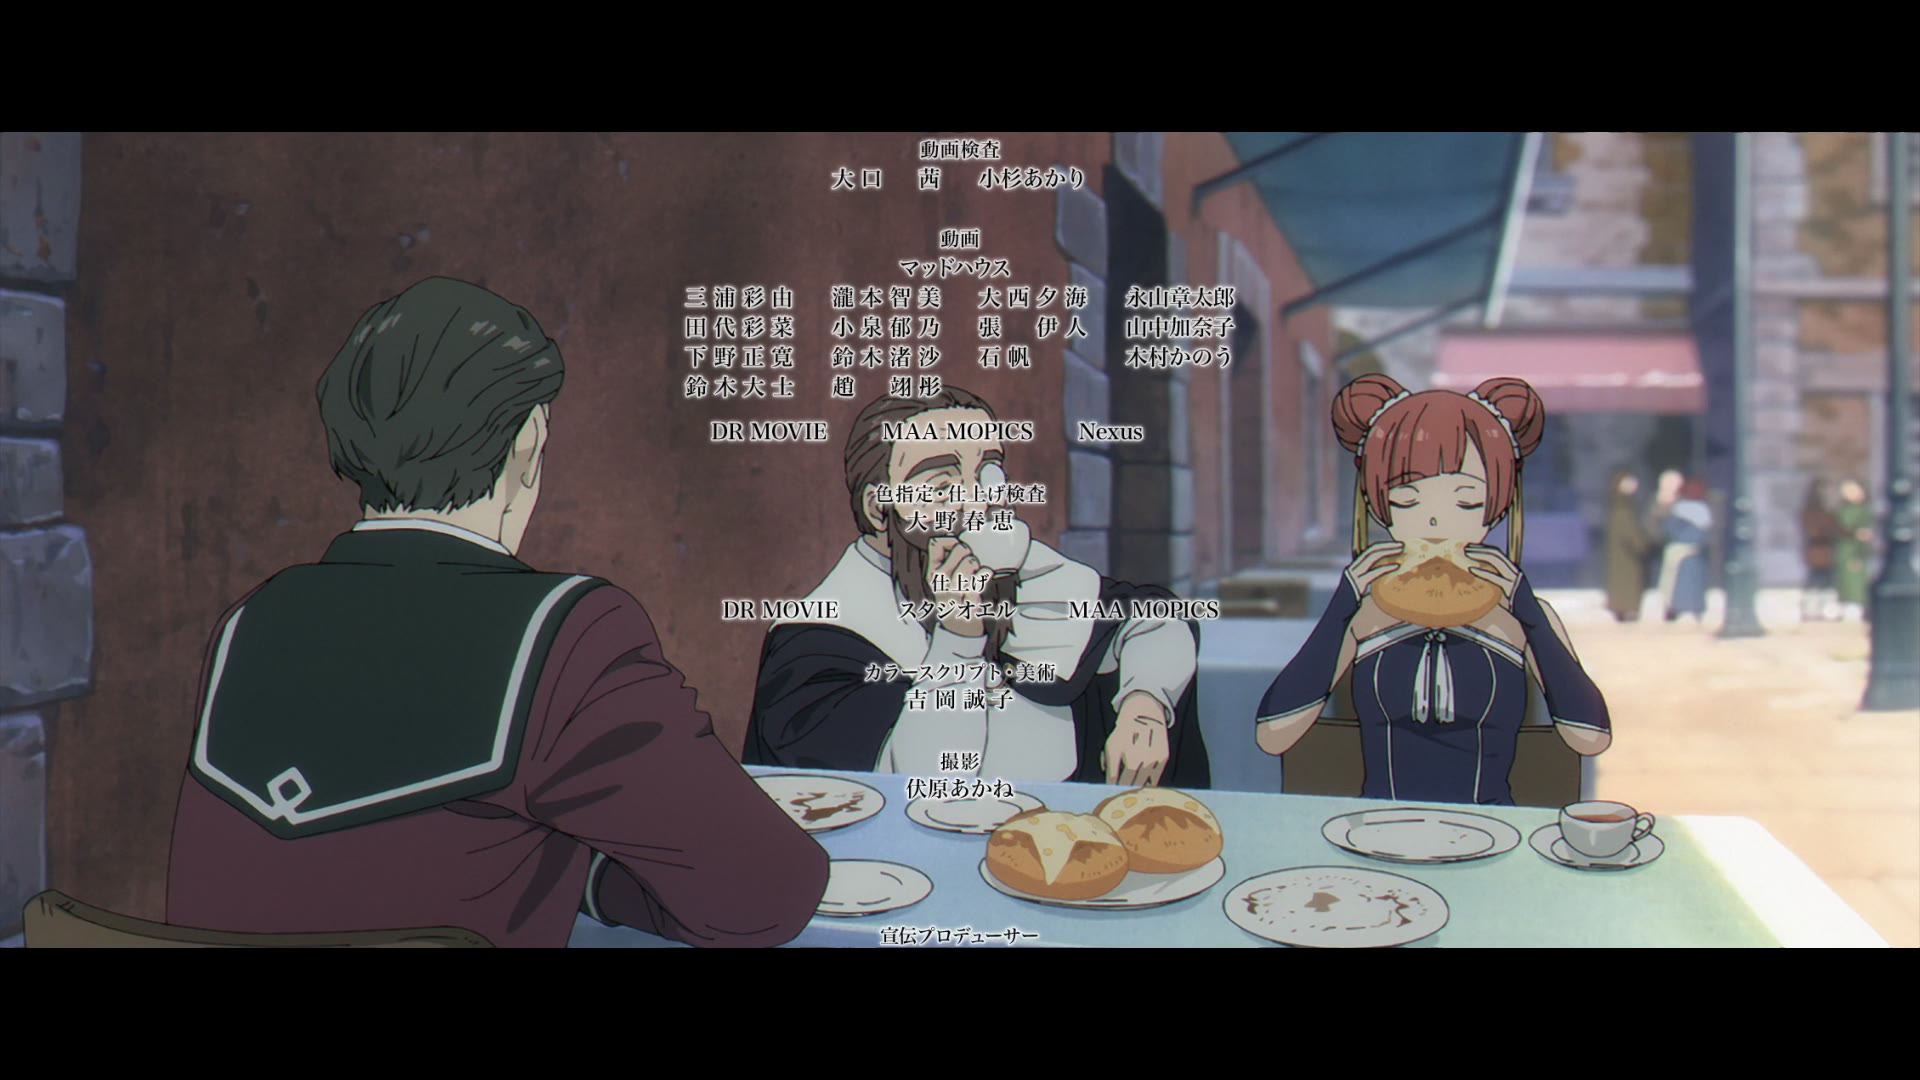 動画検査
大口 茜 小杉あかり
動画
マッドハウス
三浦彩由 瀧本智美 大西夕海 永山章太郎
田代彩菜 小泉郁乃 張 伊人 山中加奈子
下野正寛 鈴木渚沙 石帆 木村かのう
鈴木大士 趙 翊彤
DR MOVIE MAA MOPICS Nexus
色指定・仕上げ検査
大野春恵
仕上げ
DR MOVIE スタジオエル MAA MOPICS
カラースクリプト・美術
吉岡誠子
撮影
伏原あかね
宣伝プロデューサー